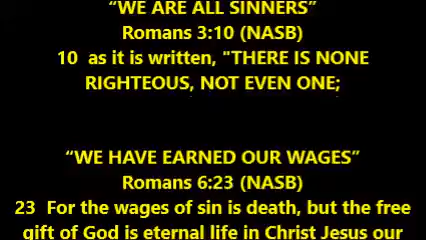 “WE ARE ALL SINNERS”
Romans 3:10 (NASB)
10  as it is written, "THERE IS NONE
RIGHTEOUS, NOT EVEN ONE;
“WE HAVE EARNED OUR WAGES”
Romans 6:23 (NASB)
23  For the wages of sin is death, but the free
gift of God is eternal life in Christ Jesus our